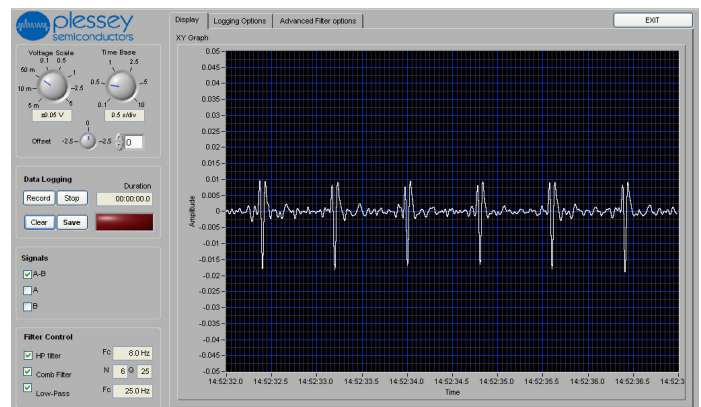 plessey
semiconductors
Voltage Scale
0.1 0.5
50 m 1
10 m 2.5
5 m 5
±0.05 V
Time Base
1 2.5
0.5 5
0.1 10
0.5 s/div
0
Offset -2.5 -2.5 0
Data Logging
Duration
Record Stop 00:00:00.0
Clear Save
Signals
A-B
A
B
Filter Control
HP filter Fc 8.0 Hz
Comb Filter N 6 Q 25
Low-Pass Fc 25.0 Hz
Display Logging Options Advanced Filter options EXIT
XY Graph
0.05
0.045
0.04
0.035
0.03
0.025
0.02
0.015
0.01
0.005
0
-0.005
-0.01
-0.015
-0.02
-0.025
-0.03
-0.035
-0.04
-0.045
-0.05
Amplitude
14:52:32.0 14:52:32.5 14:52:33.0 14:52:33.5 14:52:34.0 14:52:34.5 14:52:35.0 14:52:35.5 14:52:36.0 14:52:36.5 14:52:3
Time